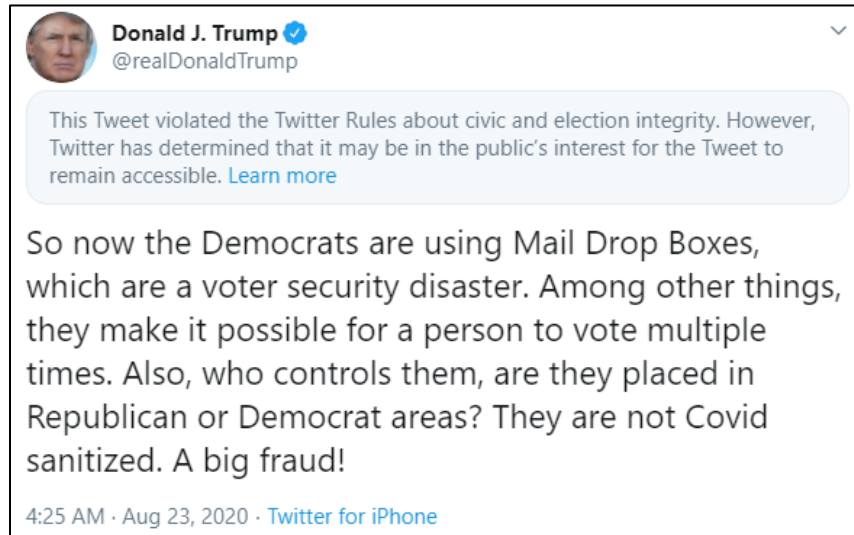 Donald J. Trump
@realDonaldTrump
This Tweet violated the Twitter Rules about civic and election integrity. However,
Twitter has determined that it may be in the public's interest for the Tweet to
remain accessible. Learn more
So now the Democrats are using Mail Drop Boxes,
which are a voter security disaster. Among other things,
they make it possible for a person to vote multiple
times. Also, who controls them, are they placed in
Republican or Democrat areas? They are not Covid
sanitized. A big fraud!
4:25 AM · Aug 23, 2020 · Twitter for iPhone